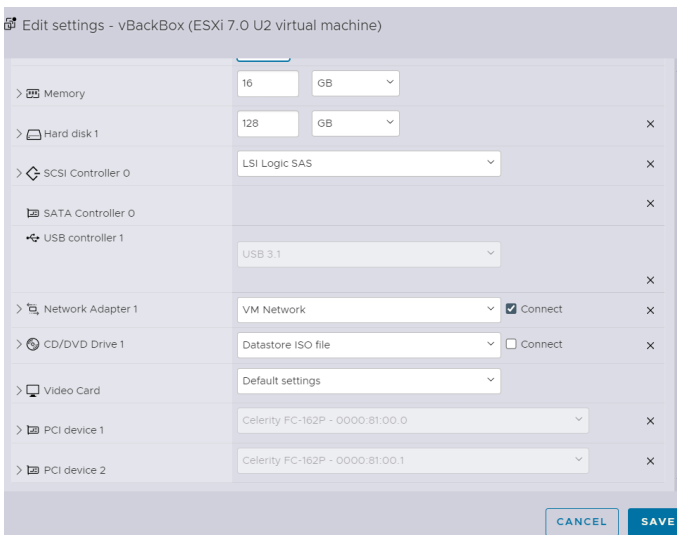 Edit settings - vBackBox (ESXi 7.0 U2 virtual machine)
Memory 16 GB
Hard disk 1 128 GB
SCSI Controller 0 LSI Logic SAS
SATA Controller 0
USB controller 1
USB 3.1
Network Adapter 1 VM Network Connect
CD/DVD Drive 1 Datastore ISO file Connect
Video Card Default settings
PCI device 1 Celerity FC-162P - 0000:81:00.0
PCI device 2 Celerity FC-162P - 0000:81:00.1
CANCEL SAVE